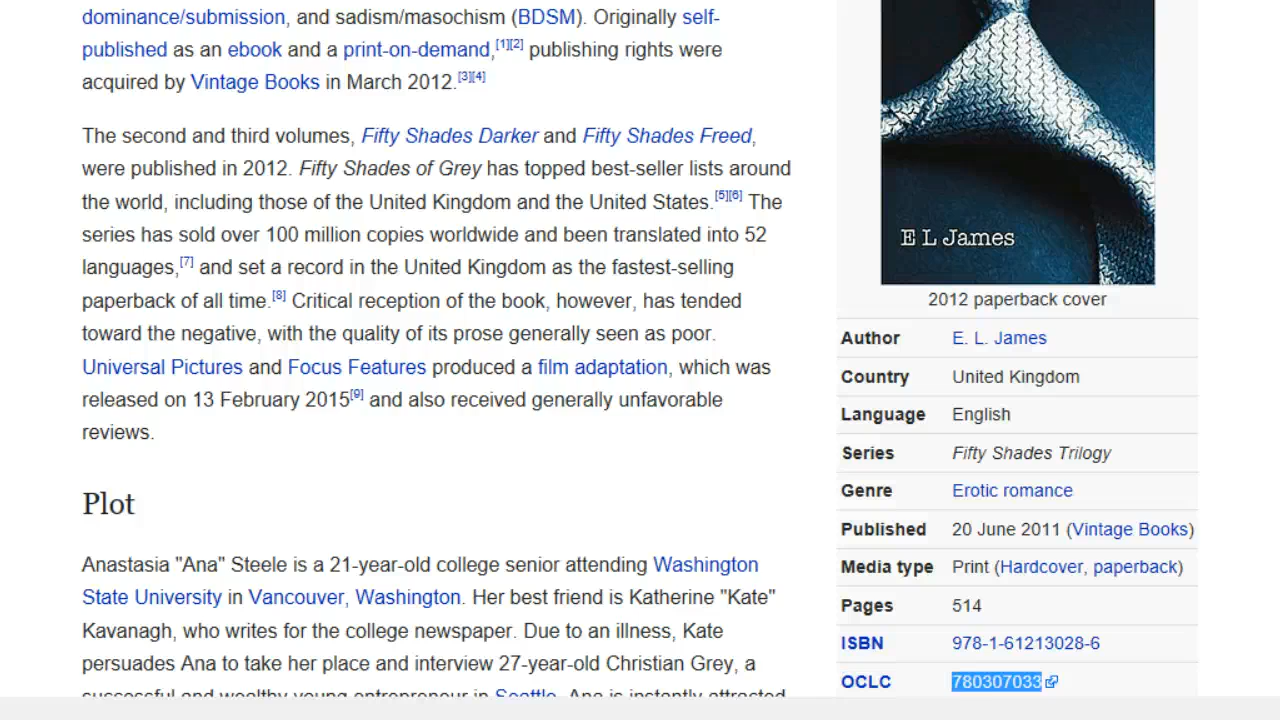 dominance/submission, and sadism/masochism (BDSM). Originally self-
published as an ebook and a print-on-demand,[1][2] publishing rights were
acquired by Vintage Books in March 2012.[3][4]
The second and third volumes, Fifty Shades Darker and Fifty Shades Freed,
were published in 2012. Fifty Shades of Grey has topped best-seller lists around
the world, including those of the United Kingdom and the United States.[5][6] The
series has sold over 100 million copies worldwide and been translated into 52
languages,[7] and set a record in the United Kingdom as the fastest-selling
paperback of all time.[8] Critical reception of the book, however, has tended
toward the negative, with the quality of its prose generally seen as poor.
Universal Pictures and Focus Features produced a film adaptation, which was
released on 13 February 2015[9] and also received generally unfavorable
reviews.
Plot
Anastasia "Ana" Steele is a 21-year-old college senior attending Washington
State University in Vancouver, Washington. Her best friend is Katherine "Kate"
Kavanagh, who writes for the college newspaper. Due to an illness, Kate
persuades Ana to take her place and interview 27-year-old Christian Grey, a
successful and wealthy young entrepreneur in Seattle. Ana is instantly attracted
E L James
2012 paperback cover
Author E. L. James
Country United Kingdom
Language English
Series Fifty Shades Trilogy
Genre Erotic romance
Published 20 June 2011 (Vintage Books)
Media type Print (Hardcover, paperback)
Pages 514
ISBN 978-1-61213028-6
OCLC 780307033